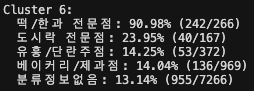 Cluster 6:
떡/한과 전문점: 90.98% (242/266)
도시락 전문점: 23.95% (40/167)
유흥/단란주점: 14.25% (53/372)
베이커리/제과점: 14.04% (136/969)
분류정보없음: 13.14% (955/7266)